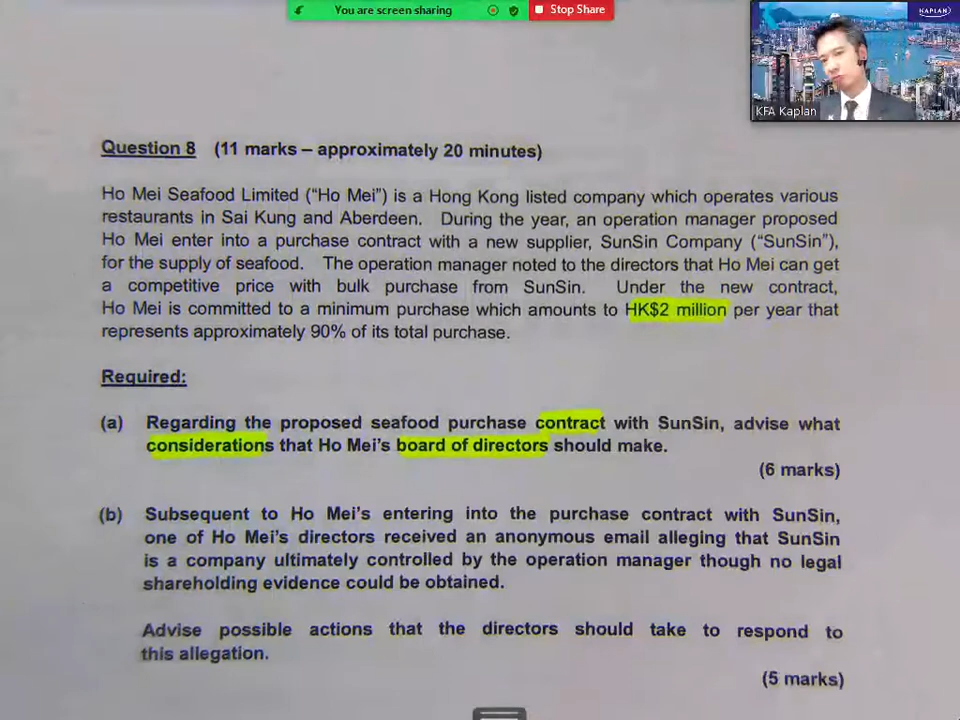 You are screen sharing
Stop Share
KAPLAN
KFA Kaplan
Question 8 (11 marks – approximately 20 minutes)
Ho Mei Seafood Limited ("Ho Mei") is a Hong Kong listed company which operates various
restaurants in Sai Kung and Aberdeen. During the year, an operation manager proposed
Ho Mei enter into a purchase contract with a new supplier, SunSin Company ("SunSin"),
for the supply of seafood. The operation manager noted to the directors that Ho Mei can get
a competitive price with bulk purchase from SunSin. Under the new contract,
Ho Mei is committed to a minimum purchase which amounts to HK$2 million per year that
represents approximately 90% of its total purchase.
Required:
(a) Regarding the proposed seafood purchase contract with SunSin, advise what
considerations that Ho Mei's board of directors should make.
(6 marks)
(b) Subsequent to Ho Mei's entering into the purchase contract with SunSin,
one of Ho Mei's directors received an anonymous email alleging that SunSin
is a company ultimately controlled by the operation manager though no legal
shareholding evidence could be obtained.
Advise possible actions that the directors should take to respond to
this allegation.
(5 marks)